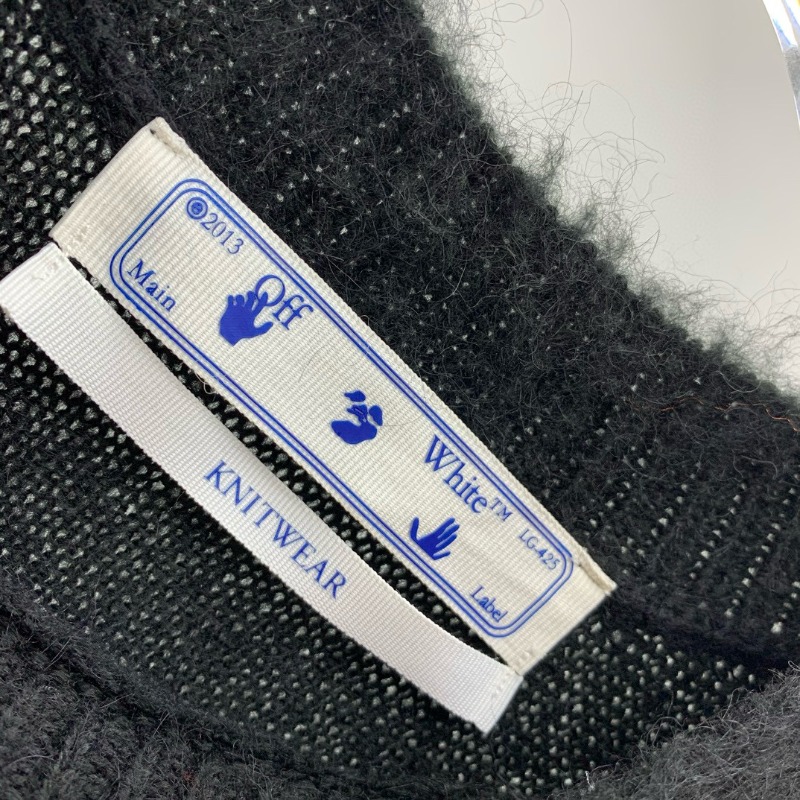 ©2013
Main
Off
White™
LG-425
Label
KNITWEAR